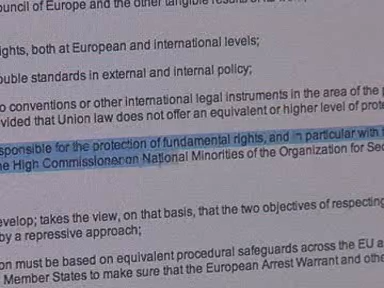 ouncil of Europe and the other tangible results of
ights, both at European and international levels;
ouble standards in external and internal policy;
o conventions or other international legal instruments in the area of the p
vided that Union law does not offer an equivalent or higher level of prote
sponsible for the protection of fundamental rights, and in particular with t
he High Commissioner on National Minorities of the Organization for Sec
evelop; takes the view, on that basis, that the two objectives of respecting
by a repressive approach;
on must be based on equivalent procedural safeguards across the EU a
Member States to make sure that the European Arrest Warrant and othe